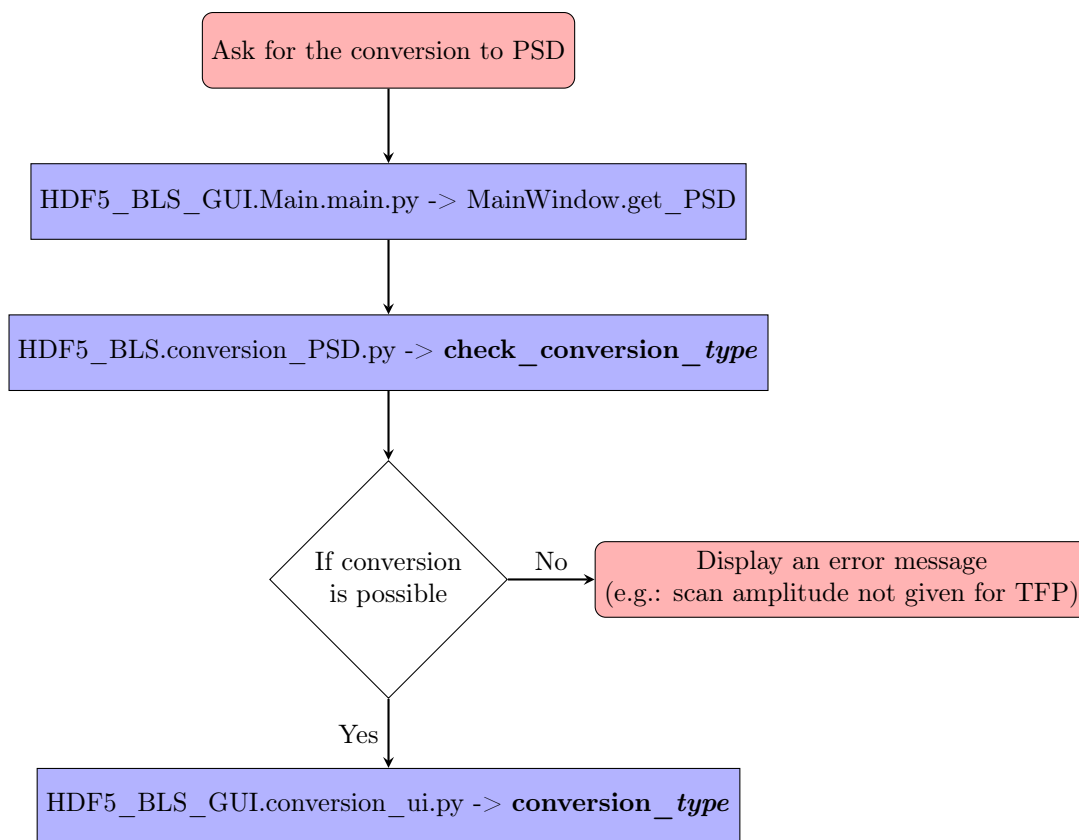 Ask for the conversion to PSD
HDF5_BLS_GUI.Main.main.py -> MainWindow.get_PSD
HDF5_BLS.conversion_PSD.py -> check_conversion_type
If conversion
is possible
No
Display an error message
(e.g.: scan amplitude not given for TFP)
Yes
HDF5_BLS_GUI.conversion_ui.py -> conversion_type